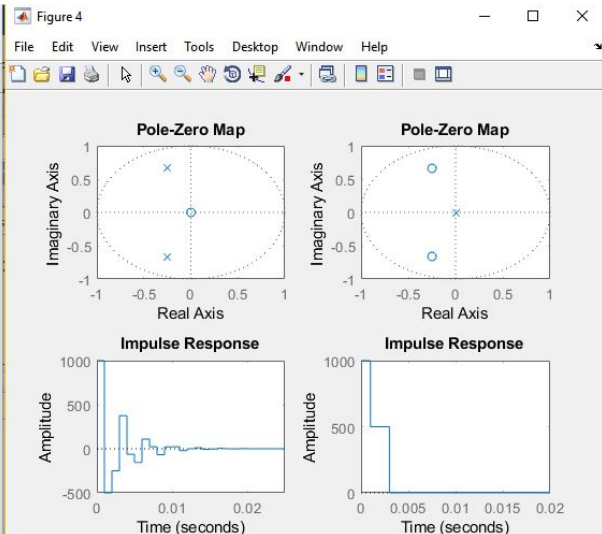 Figure 4
File Edit View Insert Tools Desktop Window Help
Pole-Zero Map
Imaginary Axis
1
0.5
0
-0.5
-1
-1 -0.5 0 0.5 1
Real Axis
Pole-Zero Map
Imaginary Axis
1
0.5
0
-0.5
-1
-1 -0.5 0 0.5 1
Real Axis
Impulse Response
Amplitude
1000
500
0
-500
0 0.01 0.02
Time (seconds)
Impulse Response
Amplitude
1000
500
0
0 0.005 0.01 0.015 0.02
Time (seconds)